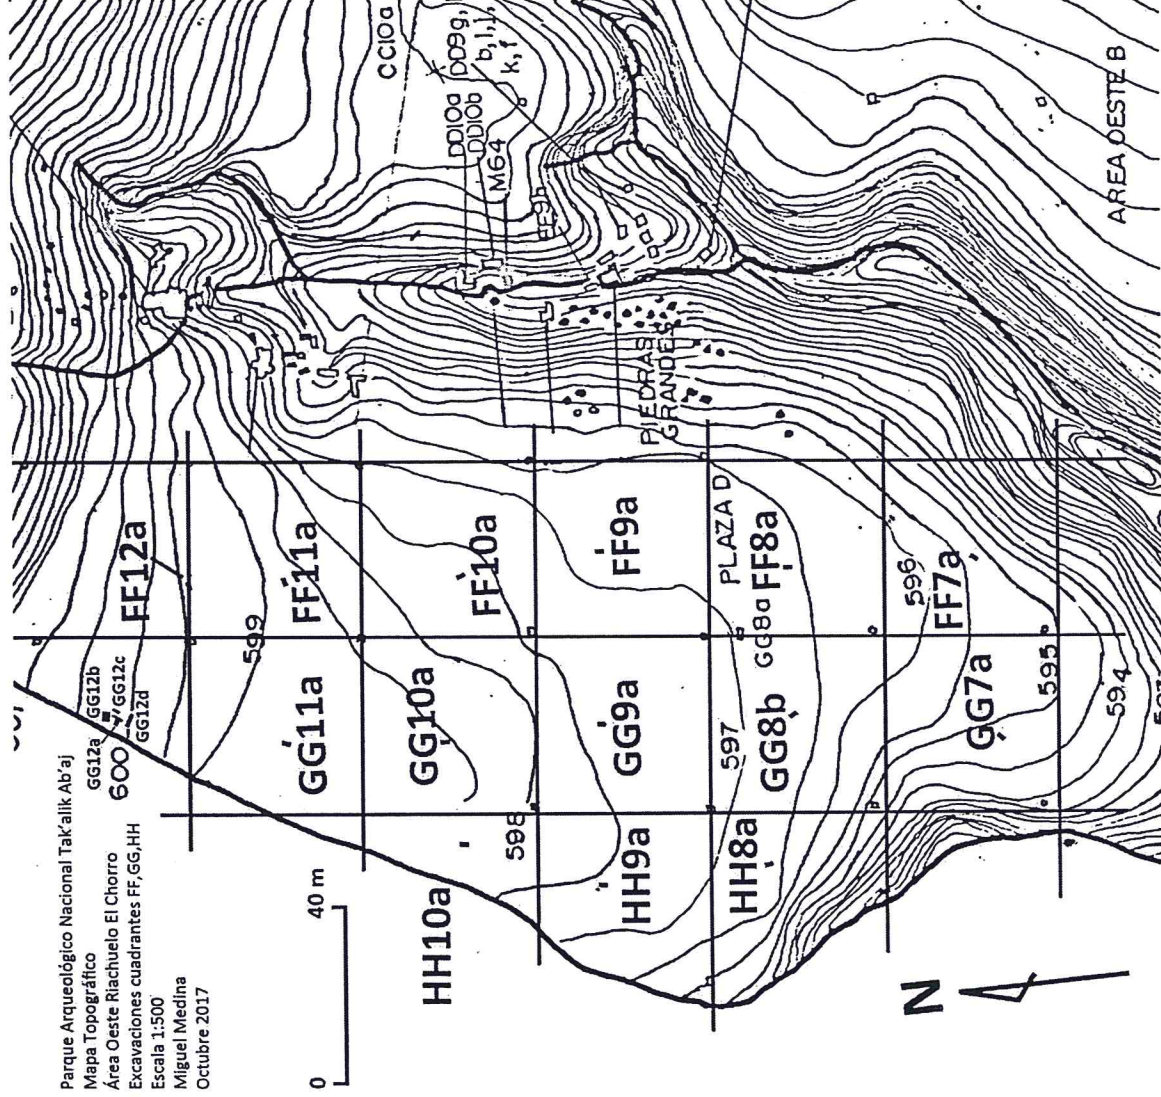 Parque Arqueológico Nacional Tak'alik Ab'aj
Mapa Topográfico
Área Oeste Riachuelo El Chorro
Excavaciones cuadrantes FF,GG,HH
Escala 1:500
Miguel Medina
Octubre 2017
0
40 m
N
GG12a
GG12b
GG12c
GG12d
600
FF12a
599
FF11a
GG11a
FF10a
GG10a
HH10a
598
FF9a
GG9a
HH9a
PLAZA D
GG8a
FF8a
597
GG8b
HH8a
596
FF7a
GG7a
595
594
PIEDRAS
GRANDES
FF9b
M64
DD10a
DD10b
DD9g,
b, l, j,
k, f
CC10a
AREA OESTE B